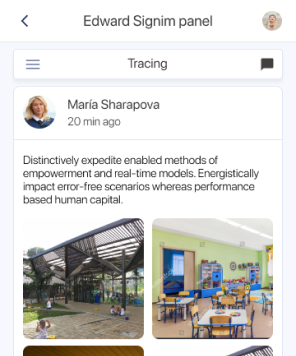 Edward Signim panel
Tracing
María Sharapova
20 min ago
Distinctively expedite enabled methods of
empowerment and real-time models. Energistically
impact error-free scenarios whereas performance
based human capital.